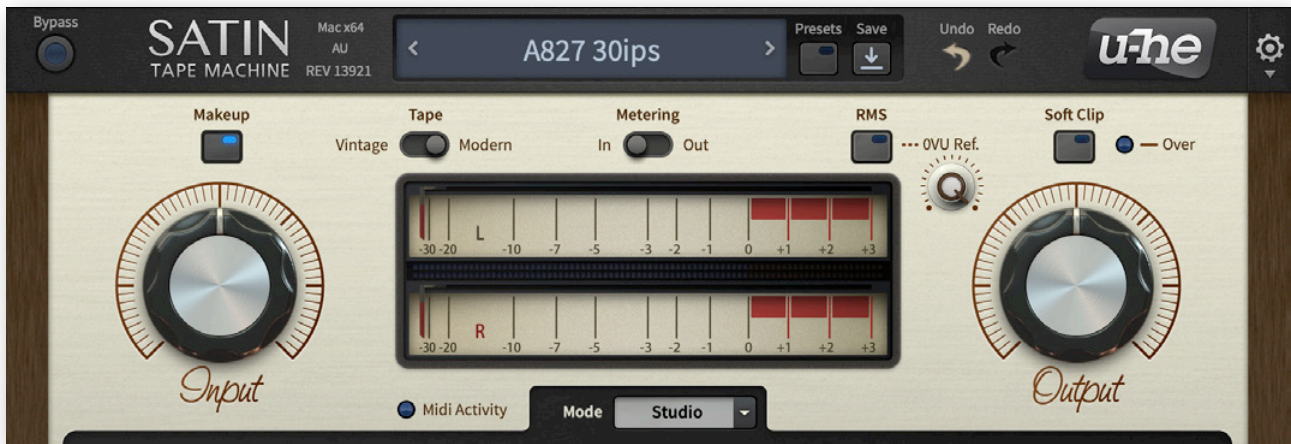 Bypass
SATIN
TAPE MACHINE
Mac x64
AU
REV 13921
A827 30ips
Presets
Save
Undo
Redo
u-he
Makeup
Tape
Vintage
Modern
Metering
In
Out
RMS
0VU Ref.
Soft Clip
Over
L
-30 -20 -10 -7 -5 -3 -2 -1 0 +1 +2 +3
R
-30 -20 -10 -7 -5 -3 -2 -1 0 +1 +2 +3
Input
Output
Midi Activity
Mode
Studio